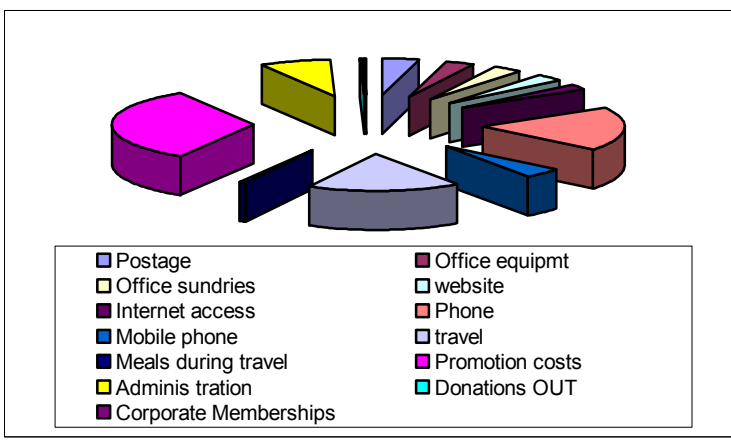 Postage
Office equipmt
Office sundries
website
Internet access
Phone
Mobile phone
travel
Meals during travel
Promotion costs
Adminis tration
Donations OUT
Corporate Memberships